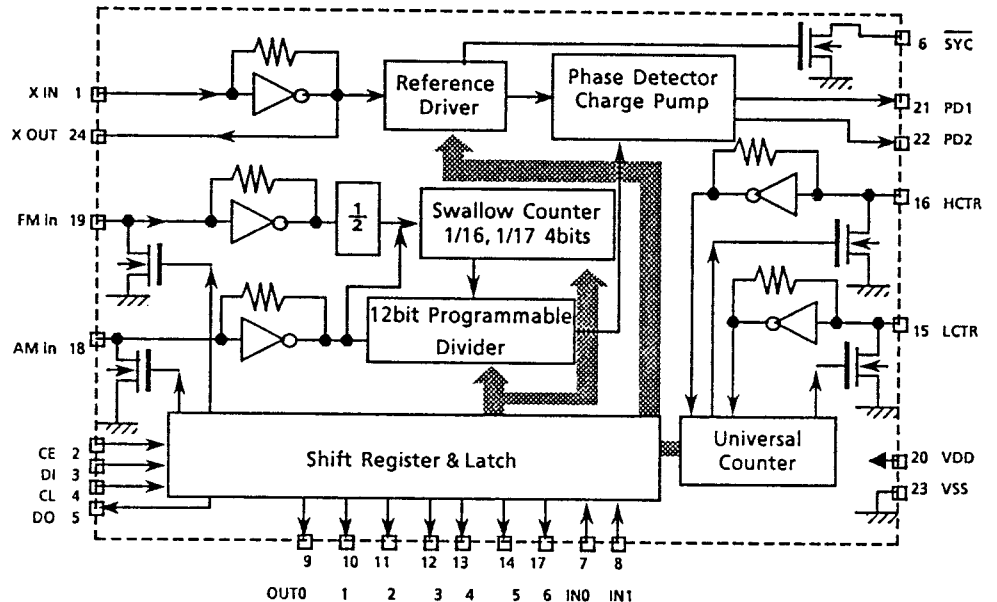 6 SYC
X IN 1
Reference
Driver
Phase Detector
Charge Pump
21 PD1
X OUT 24
22 PD2
FM in 19
1/2
Swallow Counter
1/16, 1/17 4bits
16 HCTR
12bit Programmable
Divider
15 LCTR
AM in 18
CE 2
DI 3
CL 4
DO 5
Shift Register & Latch
Universal
Counter
20 VDD
23 VSS
9 10 11 12 13 14 17 7 8
OUT0 1 2 3 4 5 6 IN0 IN1